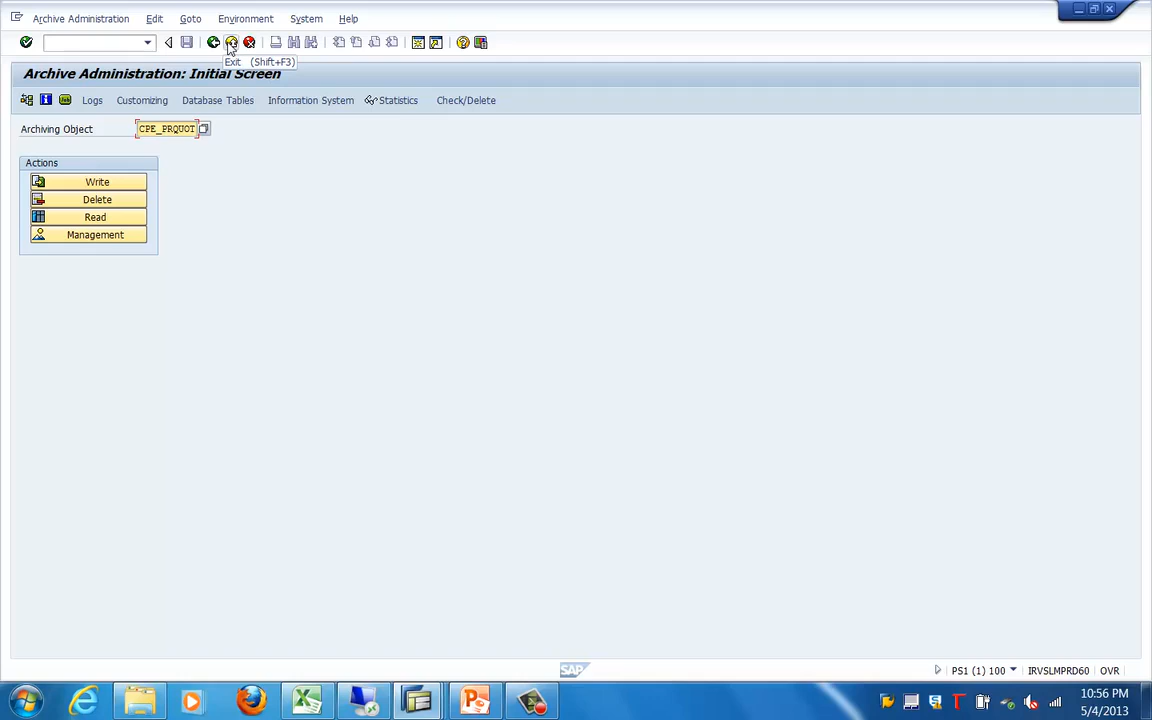 Archive Administration Edit Goto Environment System Help
Exit (Shift+F3)
Archive Administration: Initial Screen
Logs Customizing Database Tables Information System Statistics Check/Delete
Archiving Object CPE_PRQUOT
Actions
Write
Delete
Read
Management
SAP
PS1 (1) 100 IRVSLMPRD60 OVR
10:56 PM
5/4/2013